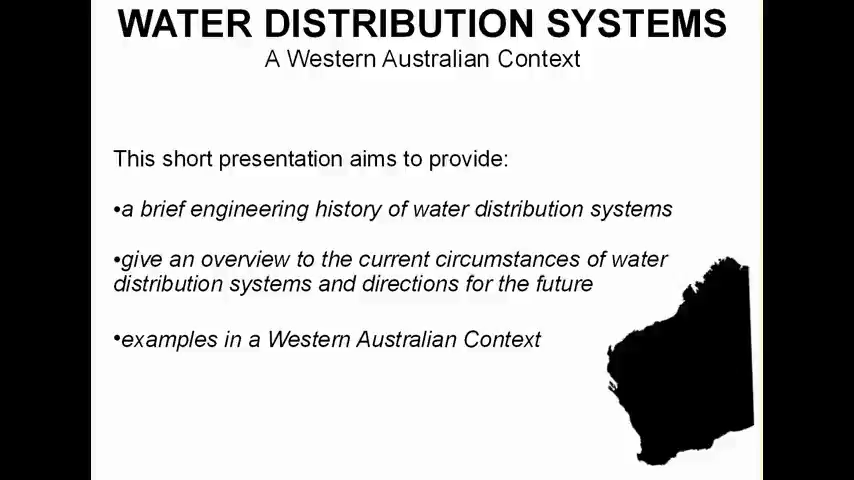 WATER DISTRIBUTION SYSTEMS
A Western Australian Context
This short presentation aims to provide:
•a brief engineering history of water distribution systems
•give an overview to the current circumstances of water
distribution systems and directions for the future
•examples in a Western Australian Context